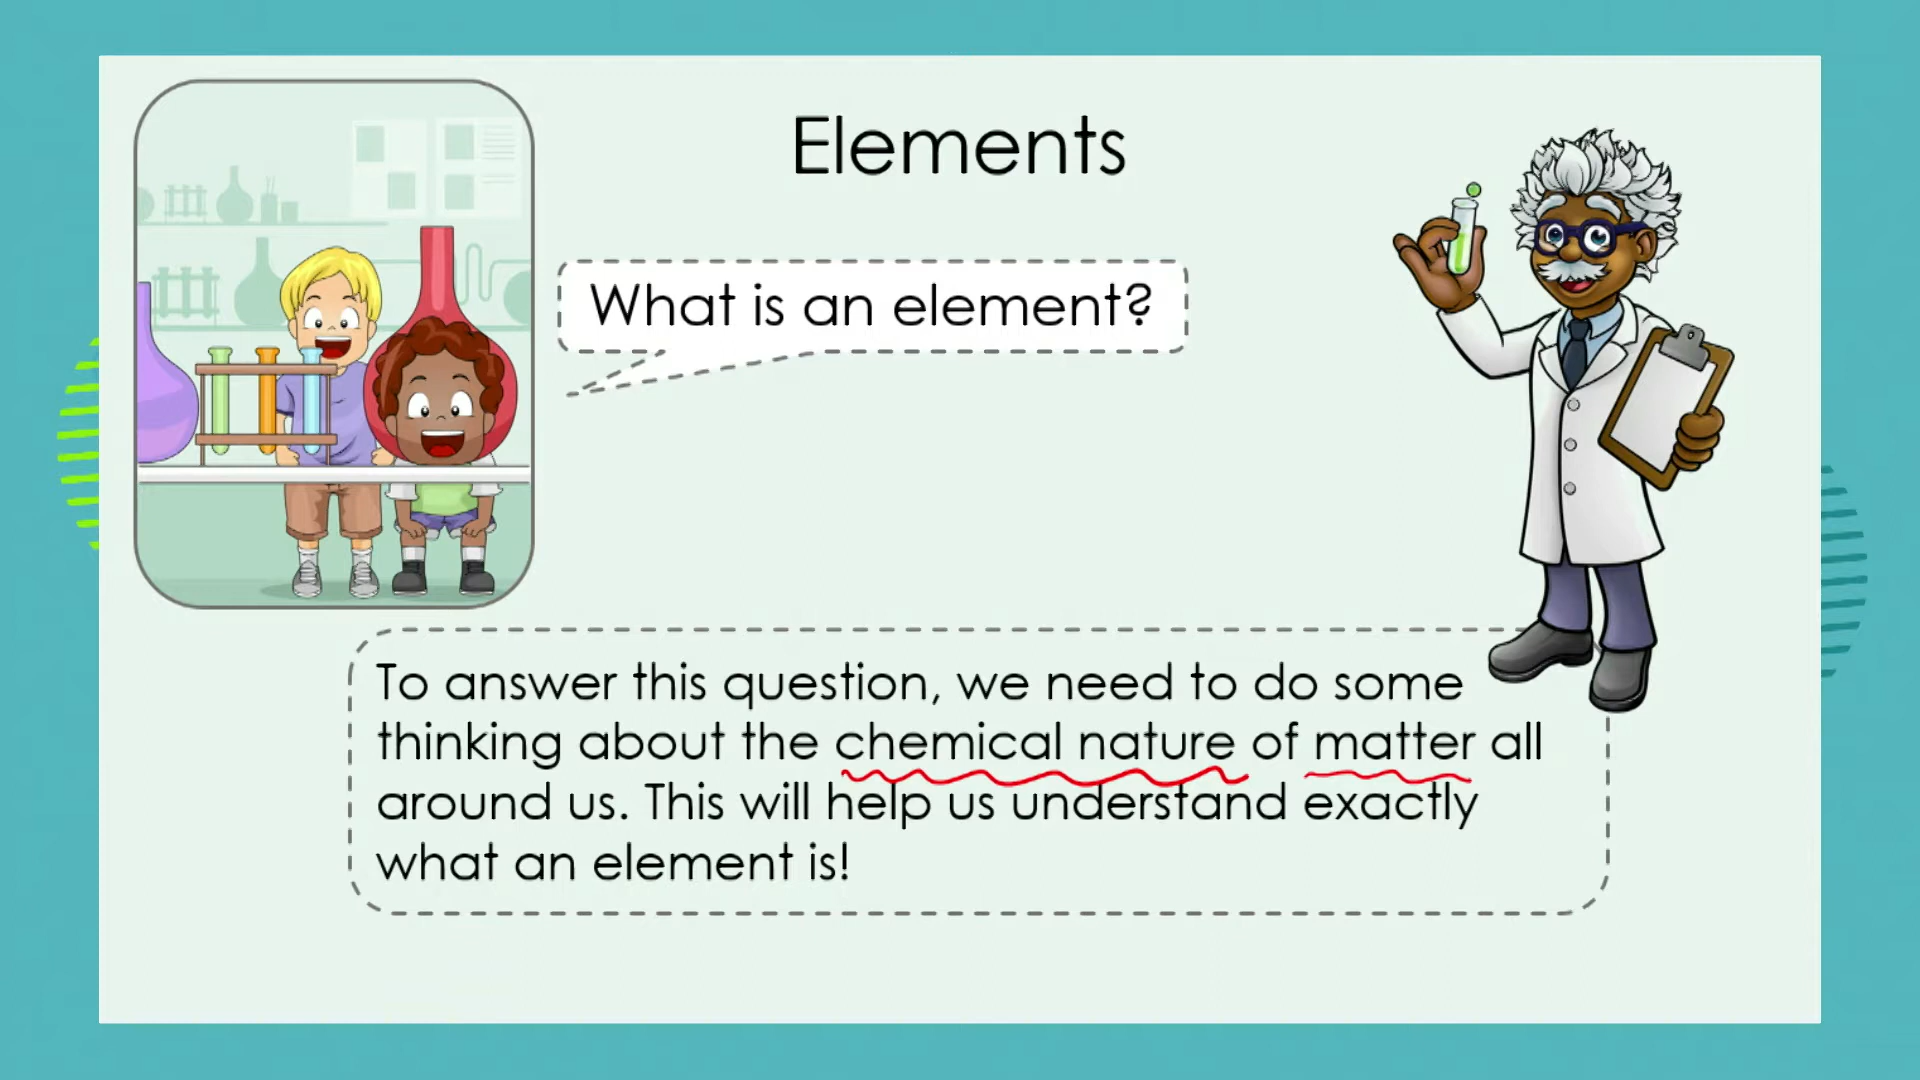 Elements
What is an element?
To answer this question, we need to do some
thinking about the chemical nature of matter all
around us. This will help us understand exactly
what an element is!